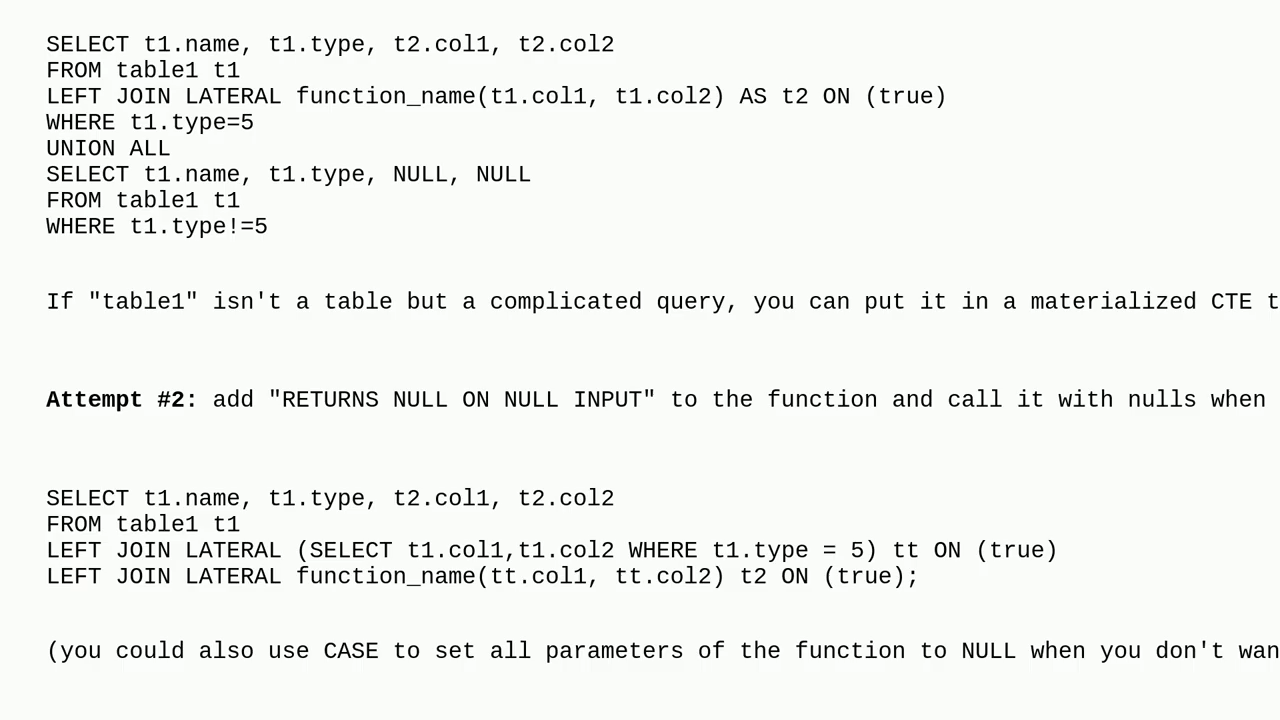 SELECT t1.name, t1.type, t2.col1, t2.col2
FROM table1 t1
LEFT JOIN LATERAL function_name(t1.col1, t1.col2) AS t2 ON (true)
WHERE t1.type=5
UNION ALL
SELECT t1.name, t1.type, NULL, NULL
FROM table1 t1
WHERE t1.type!=5
If "table1" isn't a table but a complicated query, you can put it in a materialized CTE
Attempt #2: add "RETURNS NULL ON NULL INPUT" to the function and call it with nulls when
SELECT t1.name, t1.type, t2.col1, t2.col2
FROM table1 t1
LEFT JOIN LATERAL (SELECT t1.col1,t1.col2 WHERE t1.type = 5) tt ON (true)
LEFT JOIN LATERAL function_name(tt.col1, tt.col2) t2 ON (true);
(you could also use CASE to set all parameters of the function to NULL when you don't